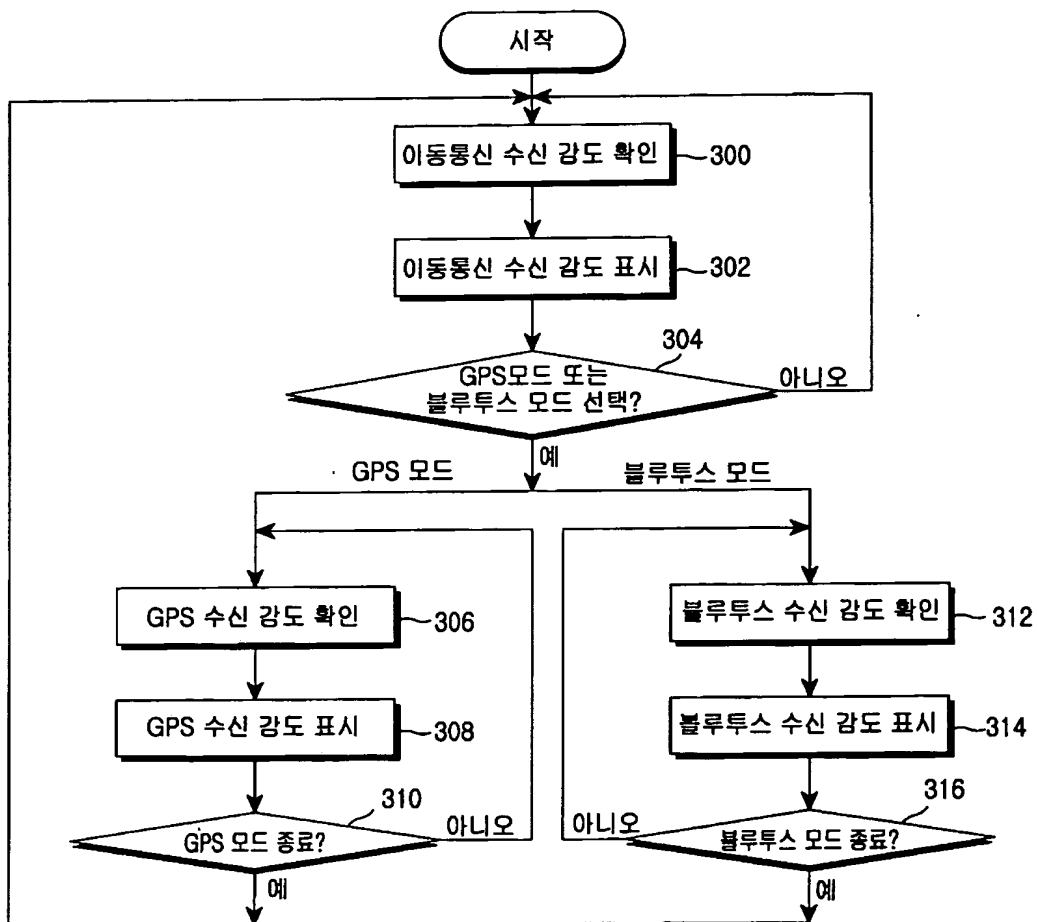 시작
이동통신 수신 감도 확인
300
이동통신 수신 감도 표시
302
304
GPS모드 또는
블루투스 모드 선택?
아니오
예
GPS 모드
블루투스 모드
GPS 수신 감도 확인
306
블루투스 수신 감도 확인
312
GPS 수신 감도 표시
308
블루투스 수신 감도 표시
314
310
GPS 모드 종료?
아니오
예
316
블루투스 모드 종료?
아니오
예